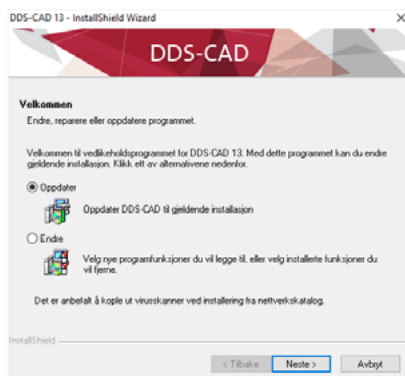 DDS-CAD 13 - InstallShield Wizard
DDS-CAD
Velkommen
Endre, reparere eller oppdatere programmet.
Velkommen til vedlikeholdsprogrammet for DDS-CAD 13. Med dette programmet kan du endre
gjeldende installasjon. Klikk ett av alternativene nedenfor.
Oppdater
Oppdater DDS-CAD til gjeldende installasjon
Endre
Velg nye programfunksjoner du vil legge til, eller velg installerte funksjoner du
vil fjerne.
Det er anbefalt å kople ut virusskanner ved installering fra nettverkskatalog.
InstallShield
< Tilbake
Neste >
Avbryt